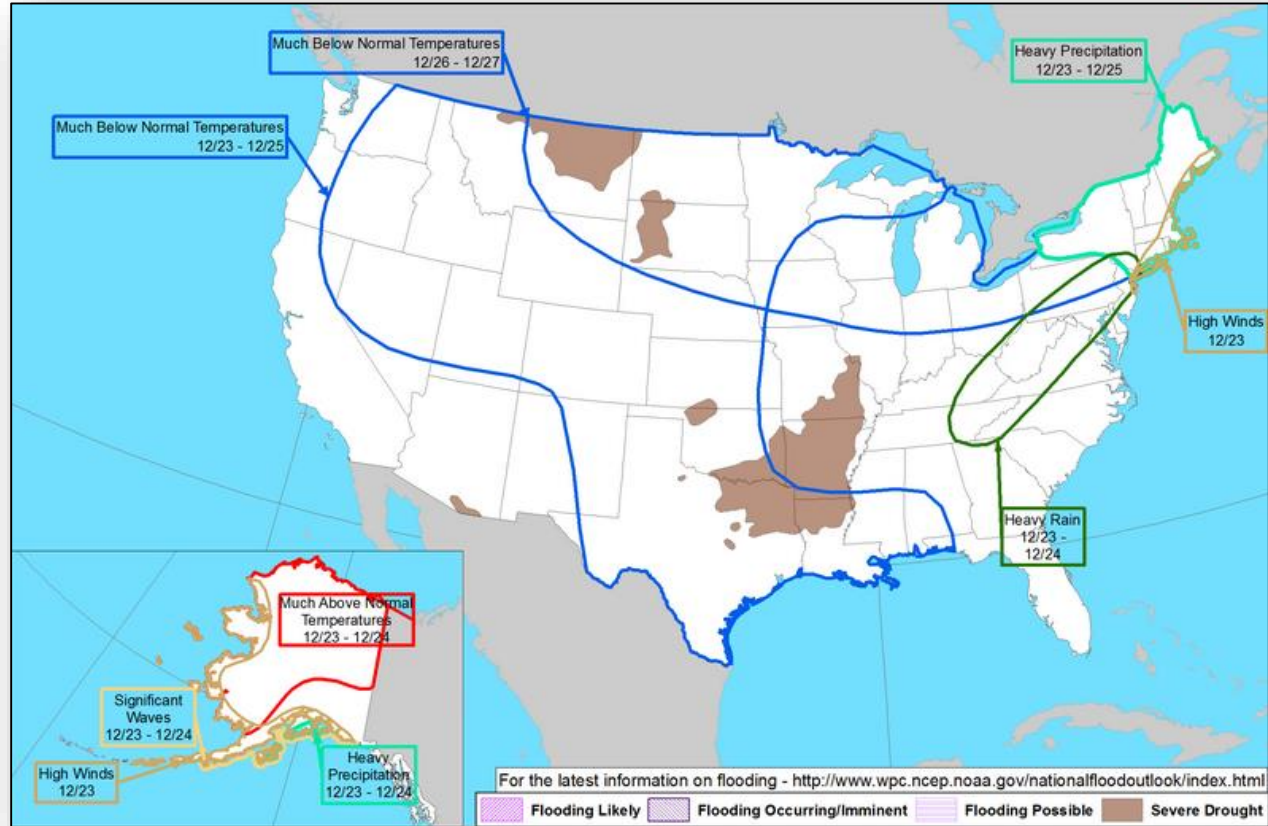 Much Below Normal Temperatures
12/26 - 12/27
Heavy Precipitation
12/23 - 12/25
Much Below Normal Temperatures
12/23 - 12/25
High Winds
12/23
Heavy Rain
12/23 -
12/24
Much Above Normal
Temperatures
12/23 - 12/24
Significant
Waves
12/23 - 12/24
High Winds
12/23
Heavy
Precipitation
12/23 - 12/24
For the latest information on flooding - http://www.wpc.ncep.noaa.gov/nationalfloodoutlook/index.html
Flooding Likely
Flooding Occurring/Imminent
Flooding Possible
Severe Drought